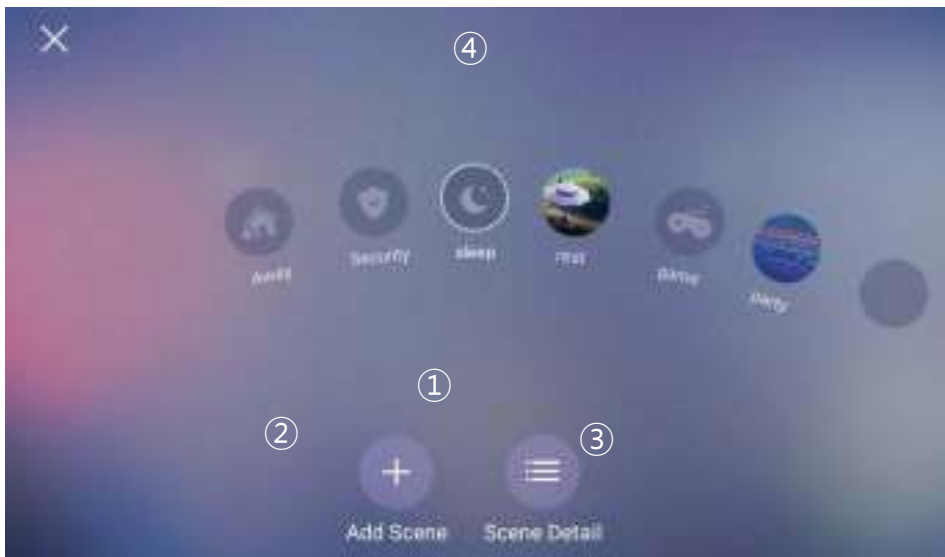 ④
Away
Security
sleep
rest
game
party
①
②
③
Add Scene
Scene Detail